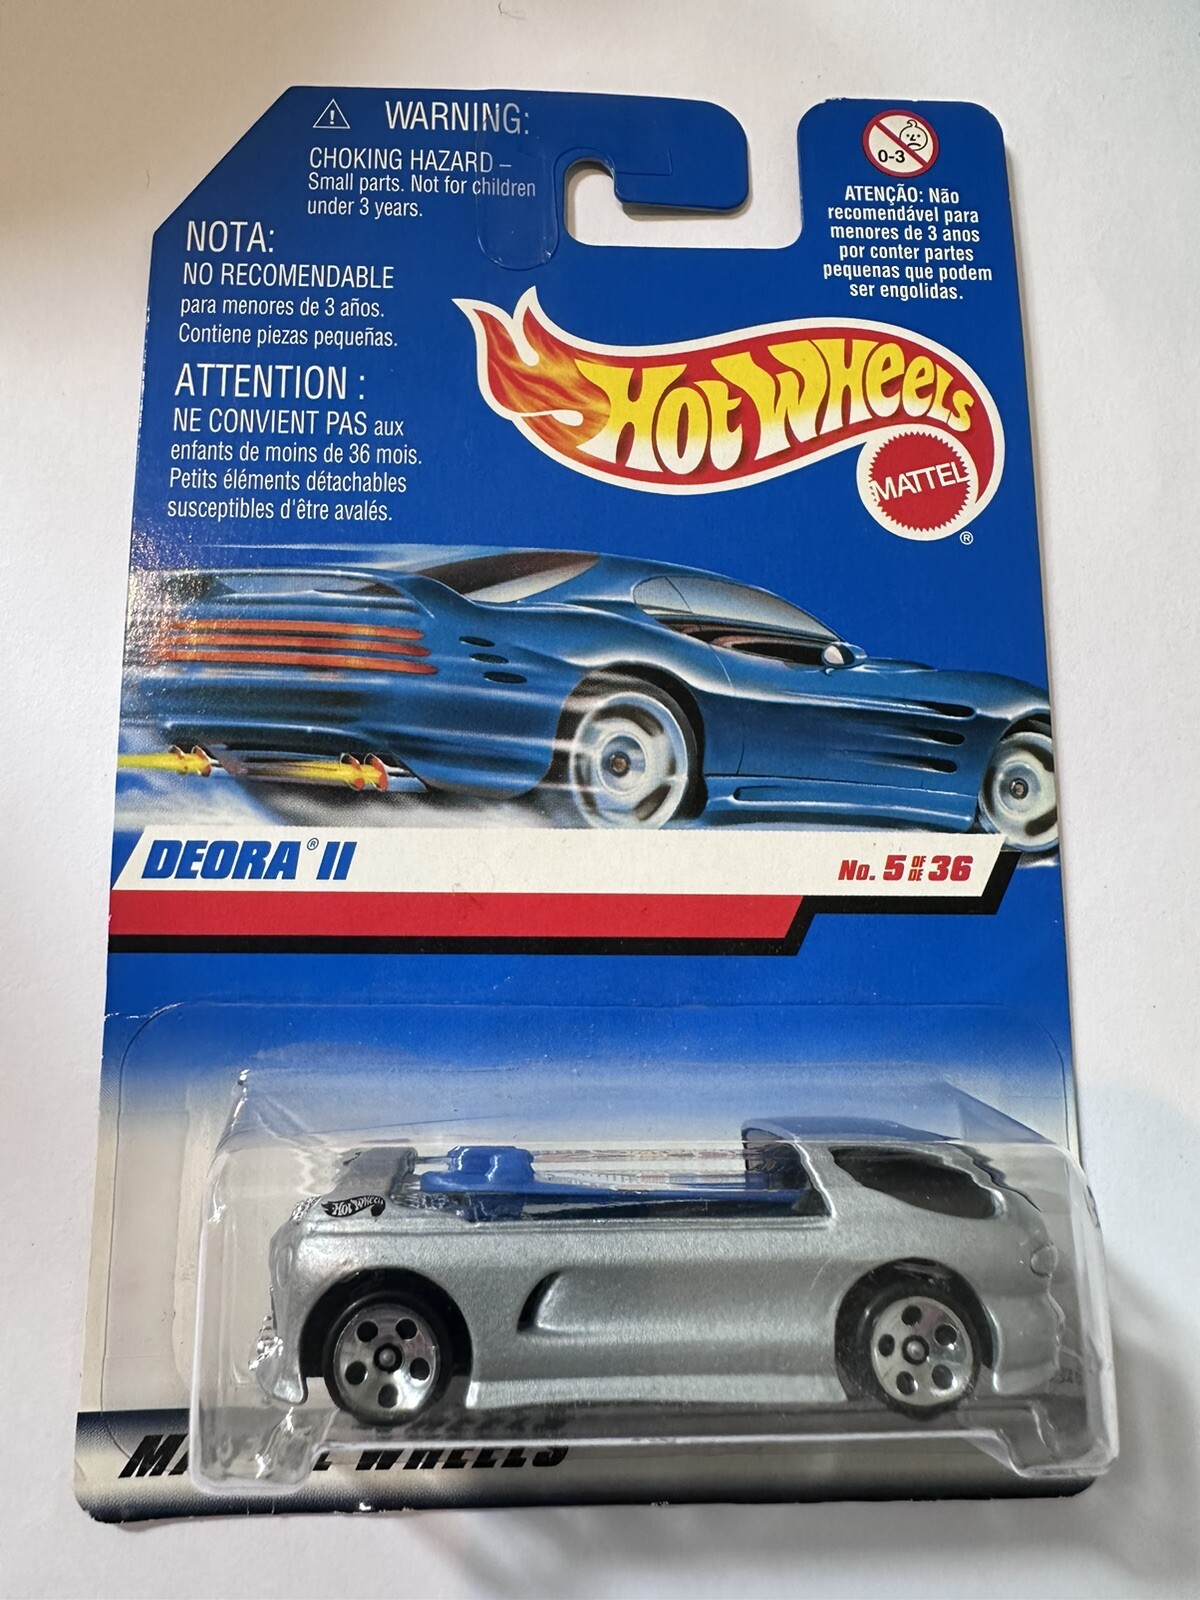 WARNING:
CHOKING HAZARD –
Small parts. Not for children
under 3 years.
NOTA:
NO RECOMENDABLE
para menores de 3 años.
Contiene piezas pequeñas.
ATTENTION :
NE CONVIENT PAS aux
enfants de moins de 36 mois.
Petits éléments détachables
susceptibles d'être avalés.
0-3
ATENÇÃO: Não
recomendável para
menores de 3 anos
por conter partes
pequenas que podem
ser engolidas.
HOT WHEELS
MATTEL
®
DEORA® II
No. 5 OF DE 36
Hot Wheels
WHEELS